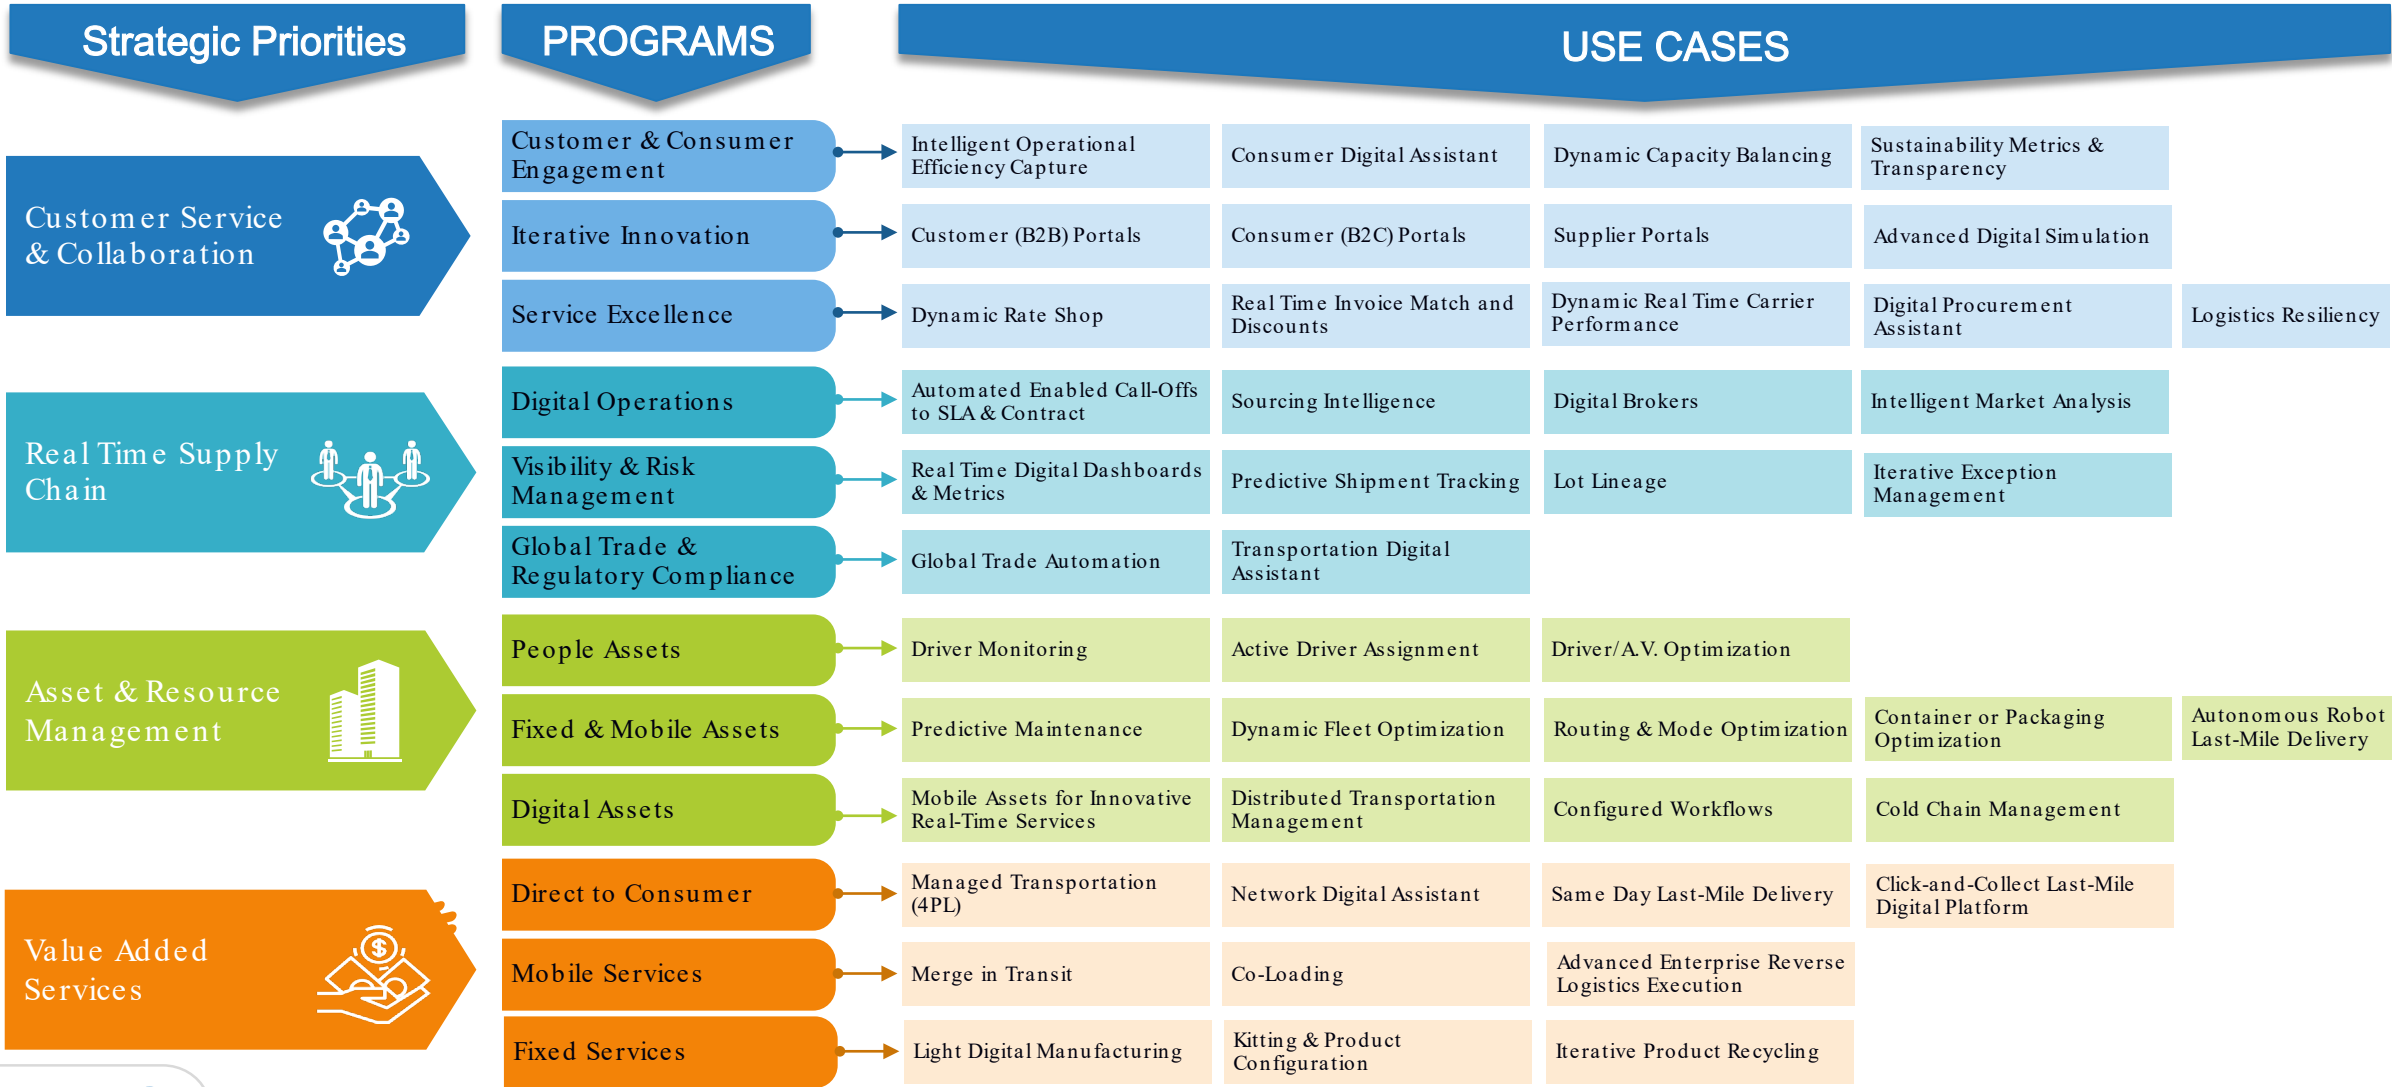 Strategic Priorities
PROGRAMS
USE CASES
Customer Service
& Collaboration
Customer & Consumer
Engagement
Intelligent Operational
Efficiency Capture
Consumer Digital Assistant
Dynamic Capacity Balancing
Sustainability Metrics &
Transparency
Iterative Innovation
Customer (B2B) Portals
Consumer (B2C) Portals
Supplier Portals
Advanced Digital Simulation
Service Excellence
Dynamic Rate Shop
Real Time Invoice Match and
Discounts
Dynamic Real Time Carrier
Performance
Digital Procurement
Assistant
Logistics Resiliency
Real Time Supply
Chain
Digital Operations
Automated Enabled Call-Offs
to SLA & Contract
Sourcing Intelligence
Digital Brokers
Intelligent Market Analysis
Visibility & Risk
Management
Real Time Digital Dashboards
& Metrics
Predictive Shipment Tracking
Lot Lineage
Iterative Exception
Management
Global Trade &
Regulatory Compliance
Global Trade Automation
Transportation Digital
Assistant
Asset & Resource
Management
People Assets
Driver Monitoring
Active Driver Assignment
Driver/A.V. Optimization
Fixed & Mobile Assets
Predictive Maintenance
Dynamic Fleet Optimization
Routing & Mode Optimization
Container or Packaging
Optimization
Autonomous Robot
Last-Mile Delivery
Digital Assets
Mobile Assets for Innovative
Real-Time Services
Distributed Transportation
Management
Configured Workflows
Cold Chain Management
Value Added
Services
Direct to Consumer
Managed Transportation
(4PL)
Network Digital Assistant
Same Day Last-Mile Delivery
Click-and-Collect Last-Mile
Digital Platform
Mobile Services
Merge in Transit
Co-Loading
Advanced Enterprise Reverse
Logistics Execution
Fixed Services
Light Digital Manufacturing
Kitting & Product
Configuration
Iterative Product Recycling